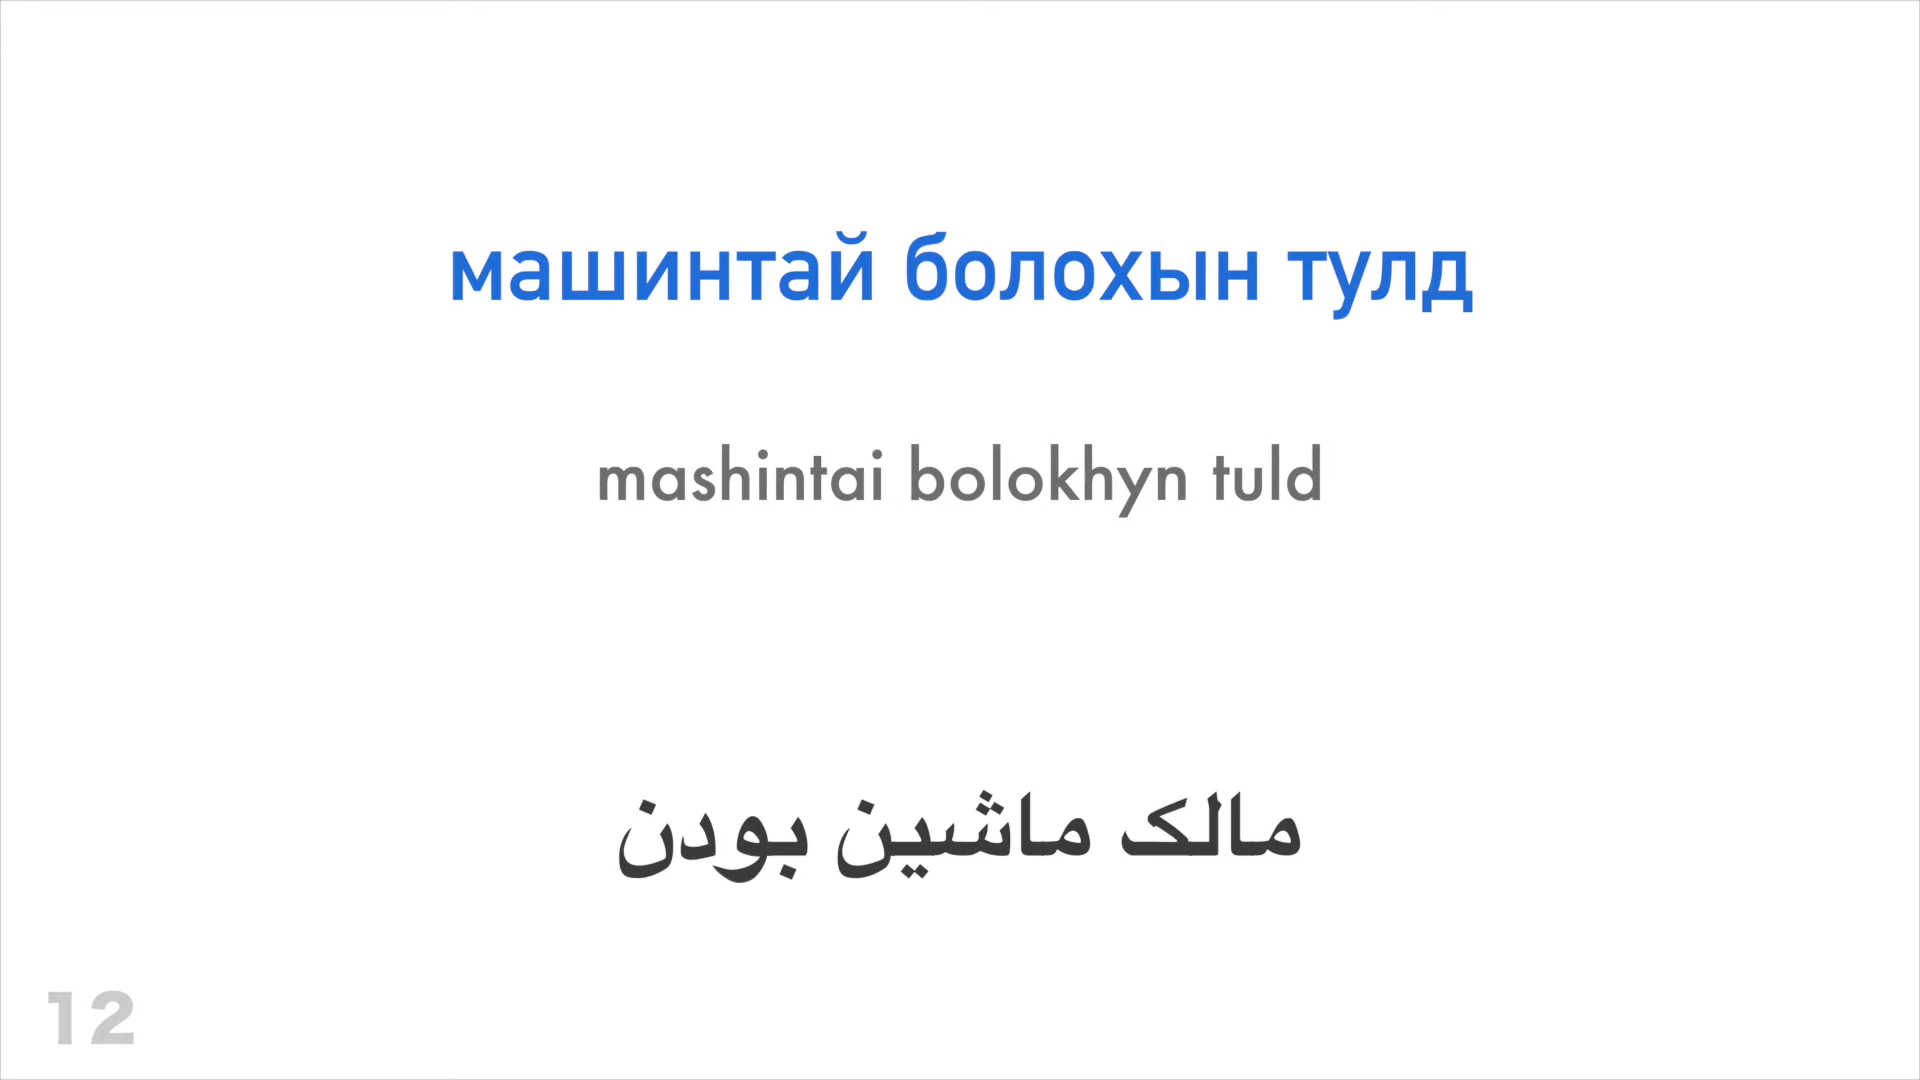 машинтай болохын тулд
mashintai bolokhyn tuld
مالک ماشین بودن
12